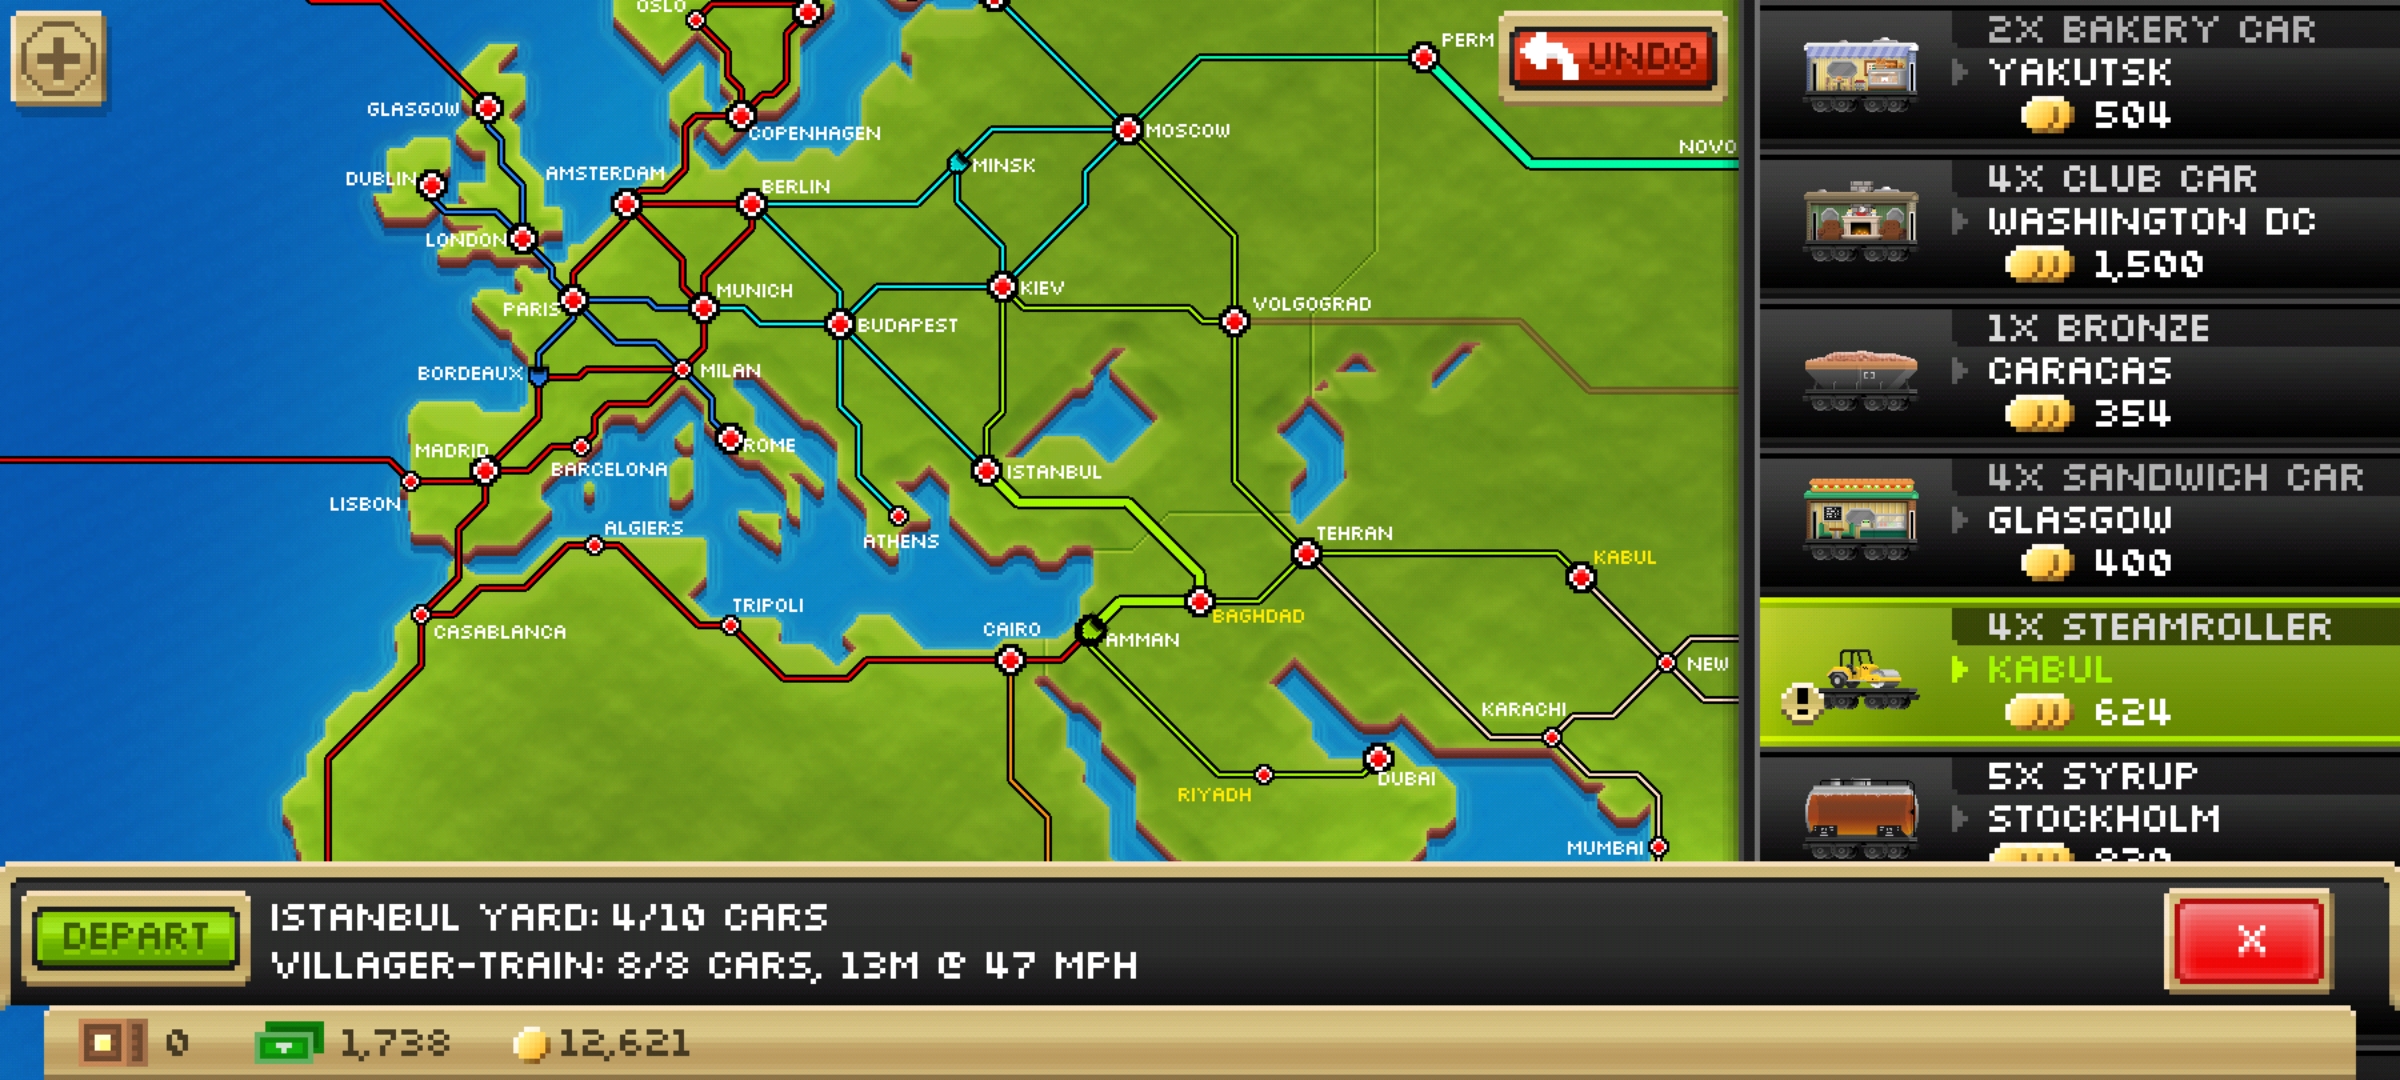 OSLO
PERM
UNDO
GLASGOW
COPENHAGEN
MOSCOW
NOVO
AMSTERDAM
MINSK
DUBLIN
BERLIN
LONDON
MUNICH
KIEV
PARIS
VOLGOGRAD
BUDAPEST
BORDEAUX
MILAN
MADRID
ROME
BARCELONA
ISTANBUL
LISBON
ALGIERS
ATHENS
TEHRAN
KABUL
TRIPOLI
BAGHDAD
CASABLANCA
CAIRO
AMMAN
NEW
KARACHI
RIYADH
DUBAI
MUMBAI
2X BAKERY CAR
YAKUTSK
504
4X CLUB CAR
WASHINGTON DC
1,500
1X BRONZE
CARACAS
354
4X SANDWICH CAR
GLASGOW
400
4X STEAMROLLER
KABUL
624
5X SYRUP
STOCKHOLM
DEPART
ISTANBUL YARD: 4/10 CARS
VILLAGER-TRAIN: 8/8 CARS, 13M @ 47 MPH
X
0
1,738
12,621